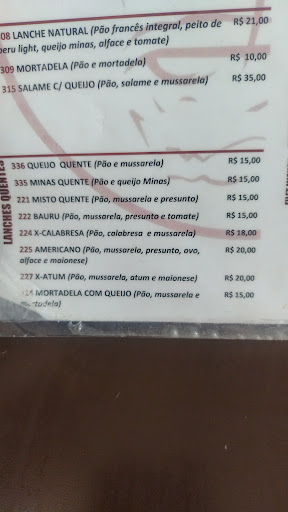 08 LANCHE NATURAL (Pão francês integral, peito de R$ 21,00
peru light, queijo minas, alface e tomate)
309 MORTADELA (Pão e mortadela) R$ 10,00
315 SALAME C/ QUEIJO (Pão, salame e mussarela) R$ 35,00
LANCHES QUENTES
336 QUEIJO QUENTE (Pão e mussarela) R$ 15,00
335 MINAS QUENTE (Pão e queijo Minas) R$ 15,00
221 MISTO QUENTE (Pão, mussarela e presunto) R$ 15,00
222 BAURU (Pão, mussarela, presunto e tomate) R$ 15,00
224 X-CALABRESA (Pão, calabresa e mussarela) R$ 18,00
225 AMERICANO (Pão, mussarela, presunto, ovo, R$ 20,00
alface e maionese)
227 X-ATUM (Pão, mussarela, atum e maionese) R$ 20,00
MORTADELA COM QUEIJO (Pão, mussarela e R$ 15,00
mortadela)